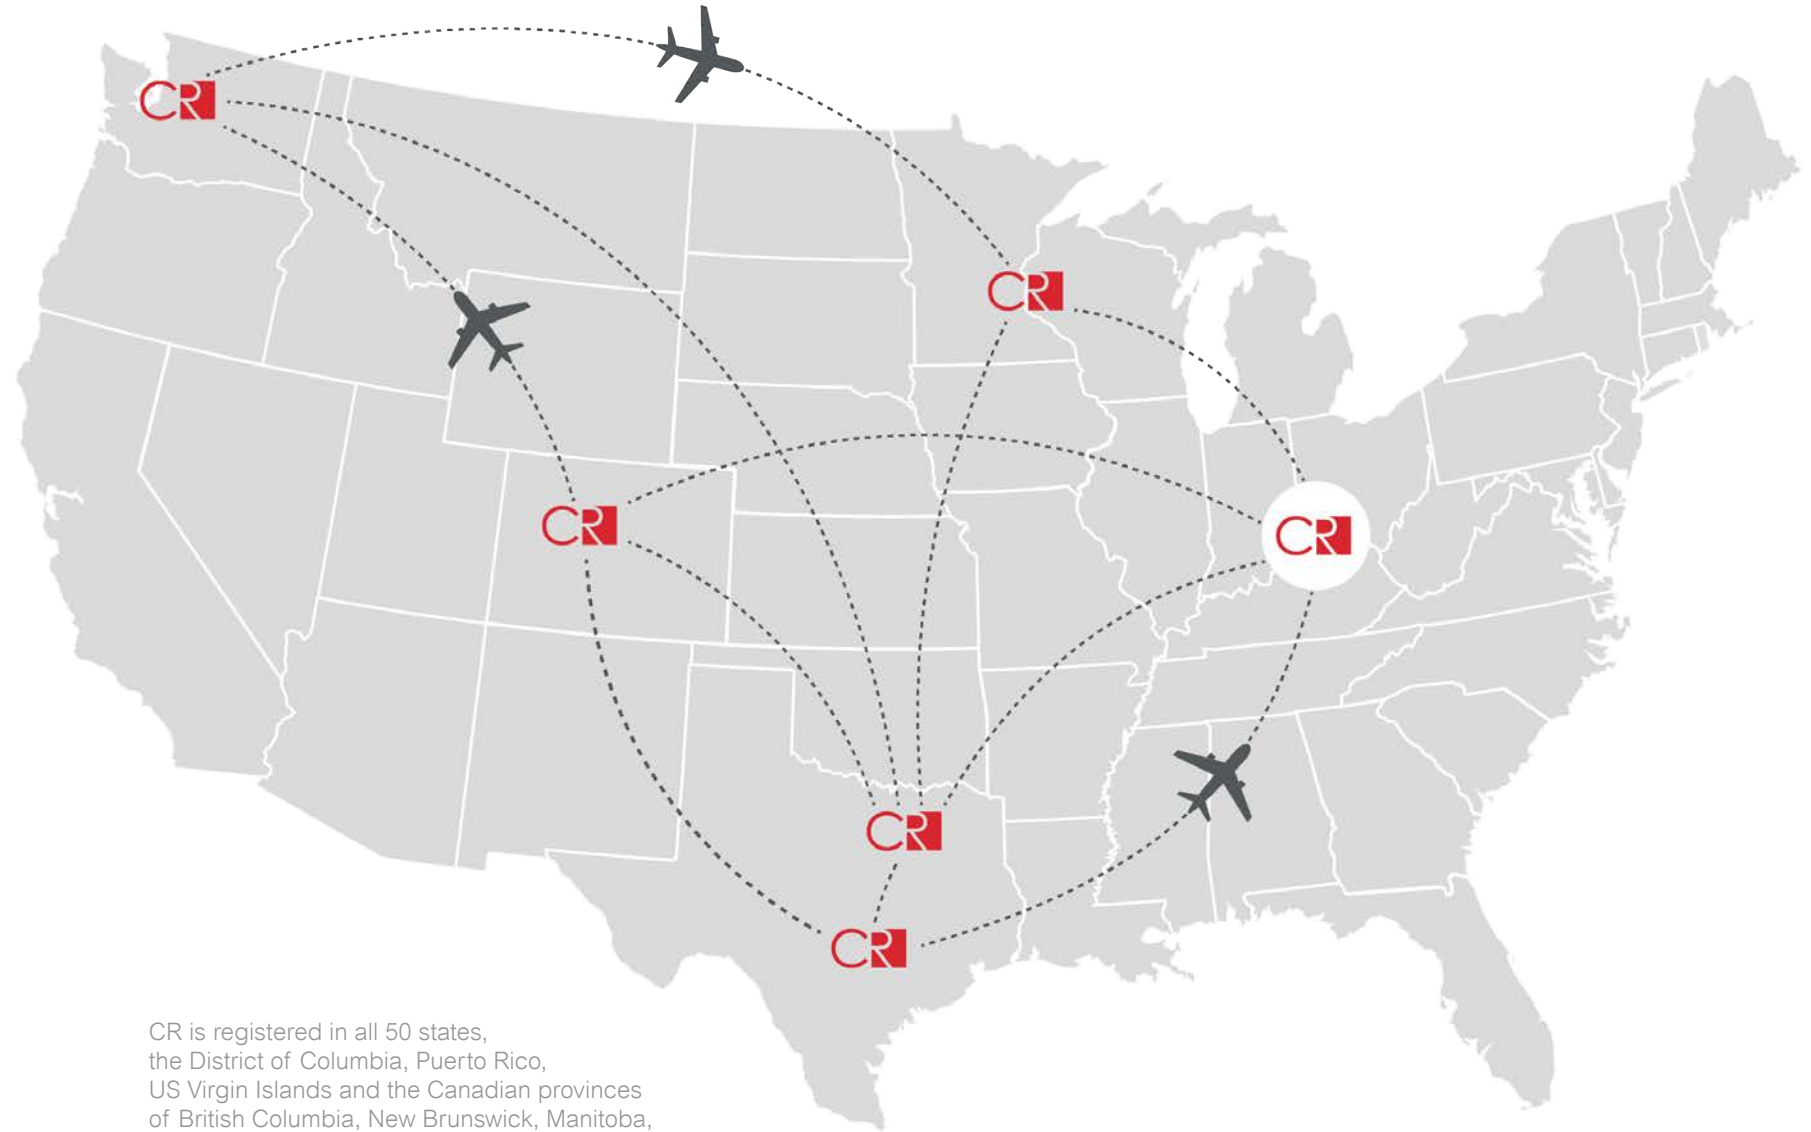 CR
CR
CR
CR
CR
CR
CR is registered in all 50 states,
the District of Columbia, Puerto Rico,
US Virgin Islands and the Canadian provinces
of British Columbia, New Brunswick, Manitoba,